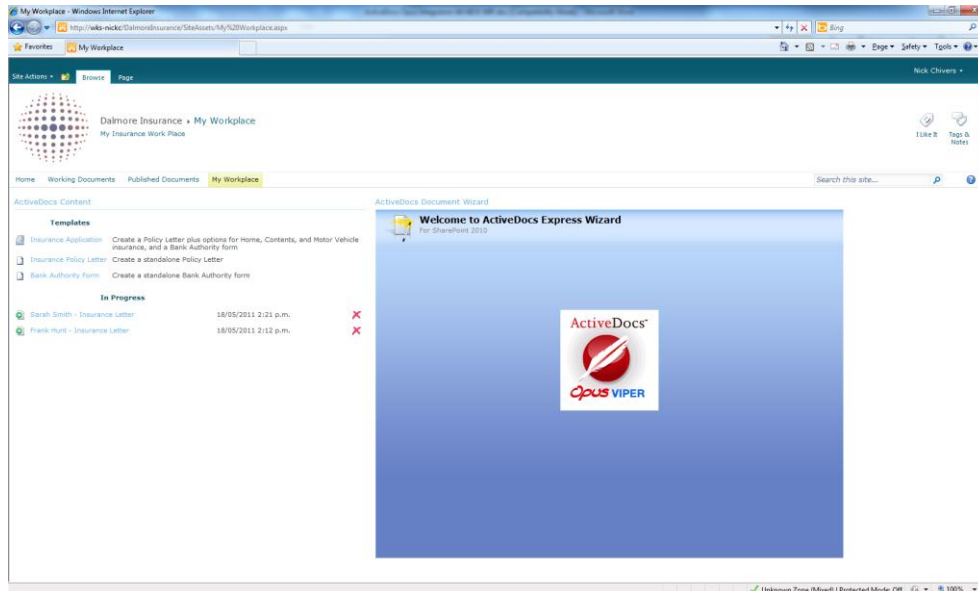 My Workplace - Windows Internet Explorer
http://wks-nickc/DalmoreInsurance/SiteAssets/My%20Workplace.aspx
Bing
Favorites
My Workplace
Page
Safety
Tools
Site Actions
Browse
Page
Nick Chivers
Dalmore Insurance
My Workplace
My Insurance Work Place
I Like It
Tags &
Notes
Home
Working Documents
Published Documents
My Workplace
Search this site...
ActiveDocs Content
ActiveDocs Document Wizard
Templates
Insurance Application
Create a Policy Letter plus options for Home, Contents, and Motor Vehicle
insurance, and a Bank Authority form
Insurance Policy Letter
Create a standalone Policy Letter
Bank Authority Form
Create a standalone Bank Authority form
In Progress
Sarah Smith - Insurance Letter
18/05/2011 2:21 p.m.
Frank Hunt - Insurance Letter
18/05/2011 2:12 p.m.
Welcome to ActiveDocs Express Wizard
For SharePoint 2010
ActiveDocs
Opus VIPER
Unknown Zone (Mixed) | Protected Mode: Off
100%